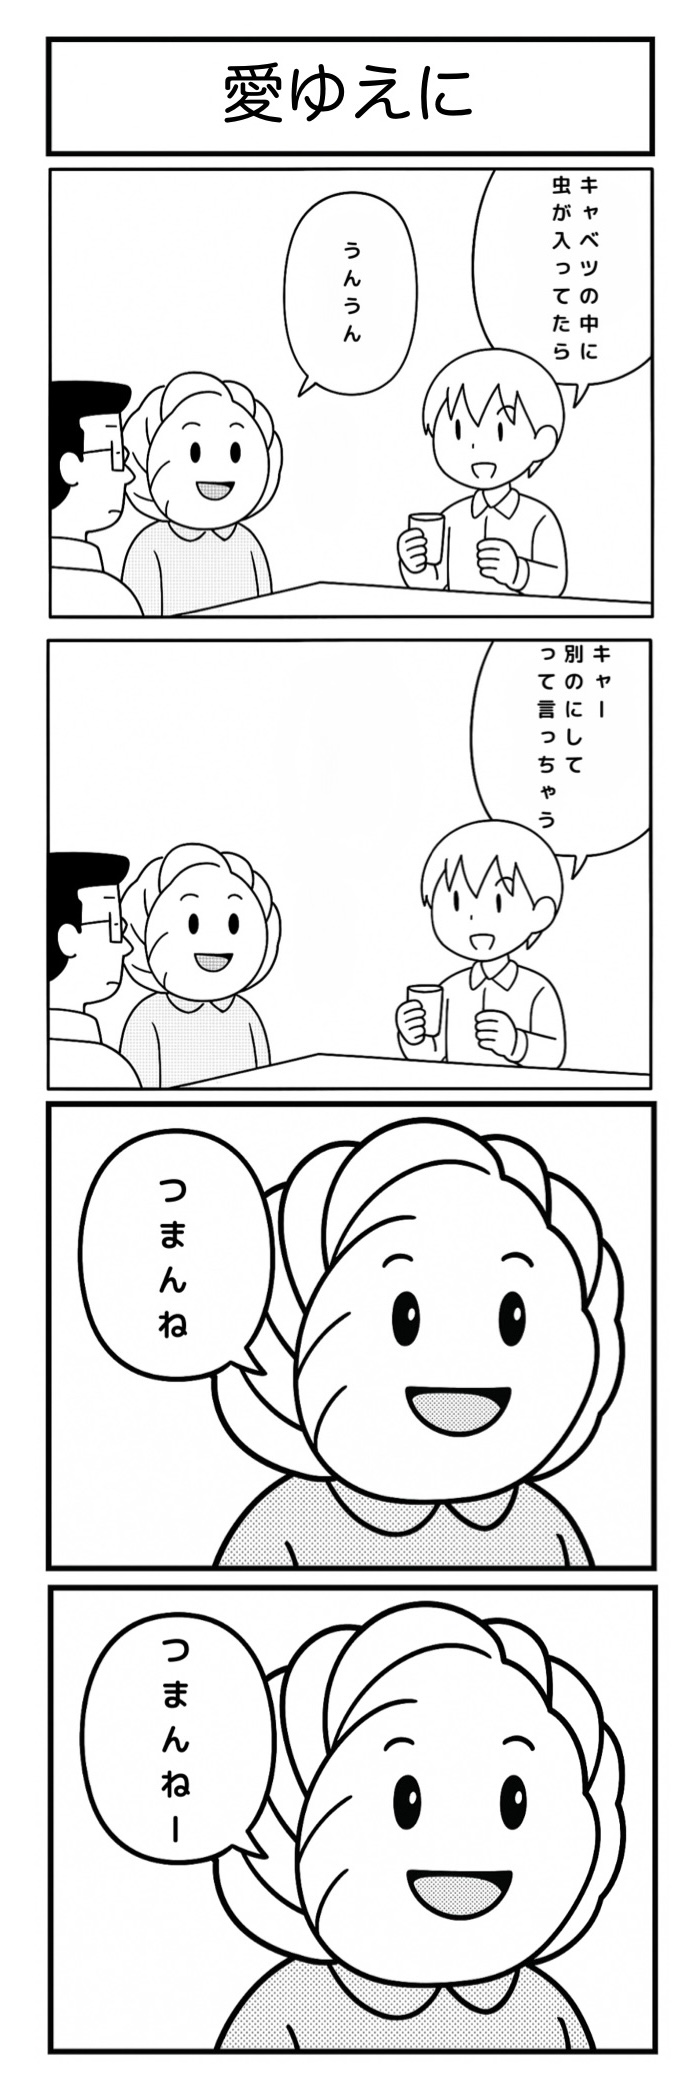 愛ゆえに
キャベツの中に
虫が入ってたら
うんうん
キャー
別のにして
って言っちゃう
つまんね
つまんねー